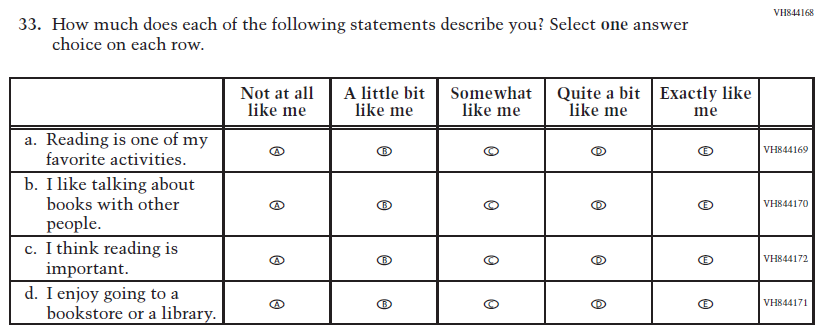 VH844168
33. How much does each of the following statements describe you? Select one answer
choice on each row.
Not at all
like me
A little bit
like me
Somewhat
like me
Quite a bit
like me
Exactly like
me
a. Reading is one of my
favorite activities.
A B C D E VH844169
b. I like talking about
books with other
people.
A B C D E VH844170
c. I think reading is
important.
A B C D E VH844172
d. I enjoy going to a
bookstore or a library.
A B C D E VH844171